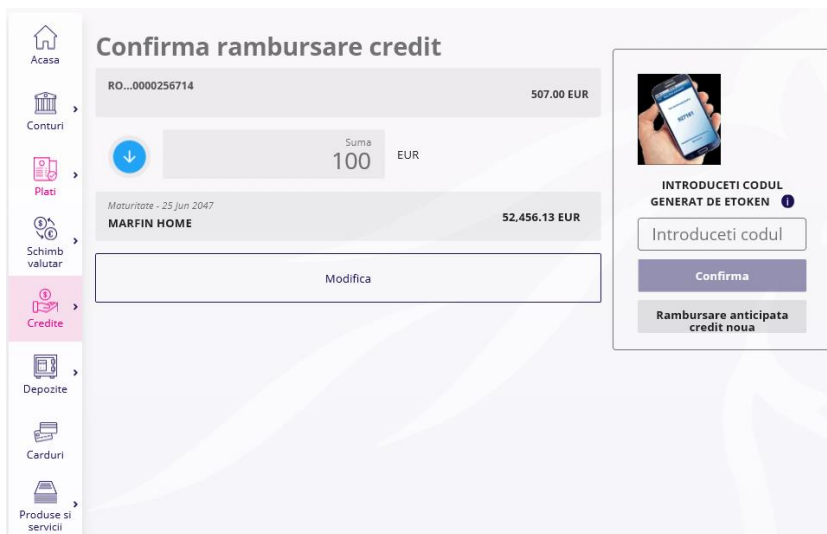 Acasa
Conturi
Plati
Schimb
valutar
Credite
Depozite
Carduri
Produse si
servicii
Confirma rambursare credit
RO...0000256714
507.00 EUR
Suma
100
EUR
Maturitate - 25 Jun 2047
MARFIN HOME
52,456.13 EUR
Modifica
INTRODUCETI CODUL
GENERAT DE ETOKEN
Introduceti codul
Confirma
Rambursare anticipata
credit noua